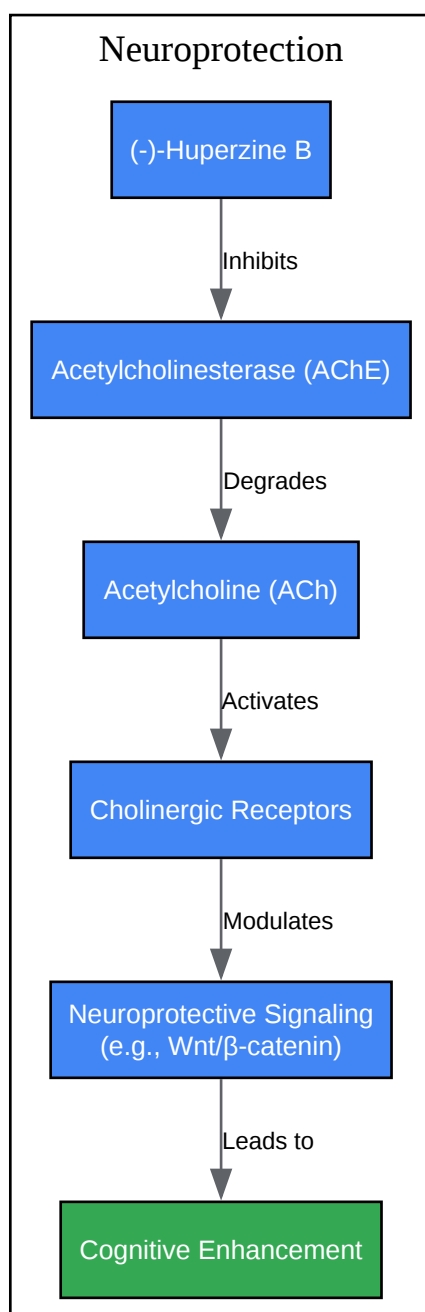 Neuroprotection
(-)-Huperzine B
Inhibits
Acetylcholinesterase (AChE)
Degrades
Acetylcholine (ACh)
Activates
Cholinergic Receptors
Modulates
Neuroprotective Signaling
(e.g., Wnt/β-catenin)
Leads to
Cognitive Enhancement